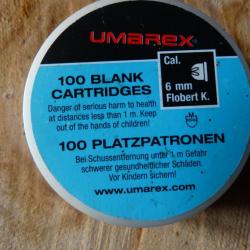 UMAREX
Cal.
6 mm
Flobert K.
100 BLANK
CARTRIDGES
Danger of serious harm to health
at distances less than 1 m. Keep
out of the hands of children!
100 PLATZPATRONEN
Bei Schussentfernung unter 1 m Gefahr
schwerer gesundheitlicher Schäden.
Vor Kindern sichern!
www.umarex.com